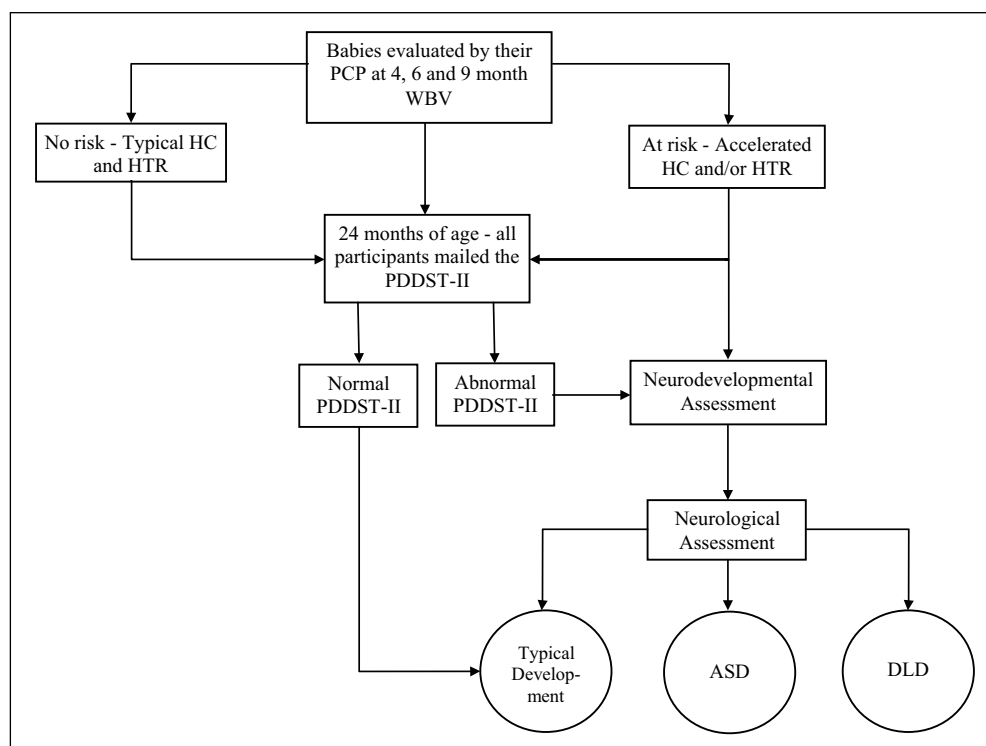 Babies evaluated by their
PCP at 4, 6 and 9 month
WBV
No risk - Typical HC
and HTR
At risk - Accelerated
HC and/or HTR
24 months of age - all
participants mailed the
PDDST-II
Normal
PDDST-II
Abnormal
PDDST-II
Neurodevelopmental
Assessment
Neurological
Assessment
Typical
Develop-
ment
ASD
DLD